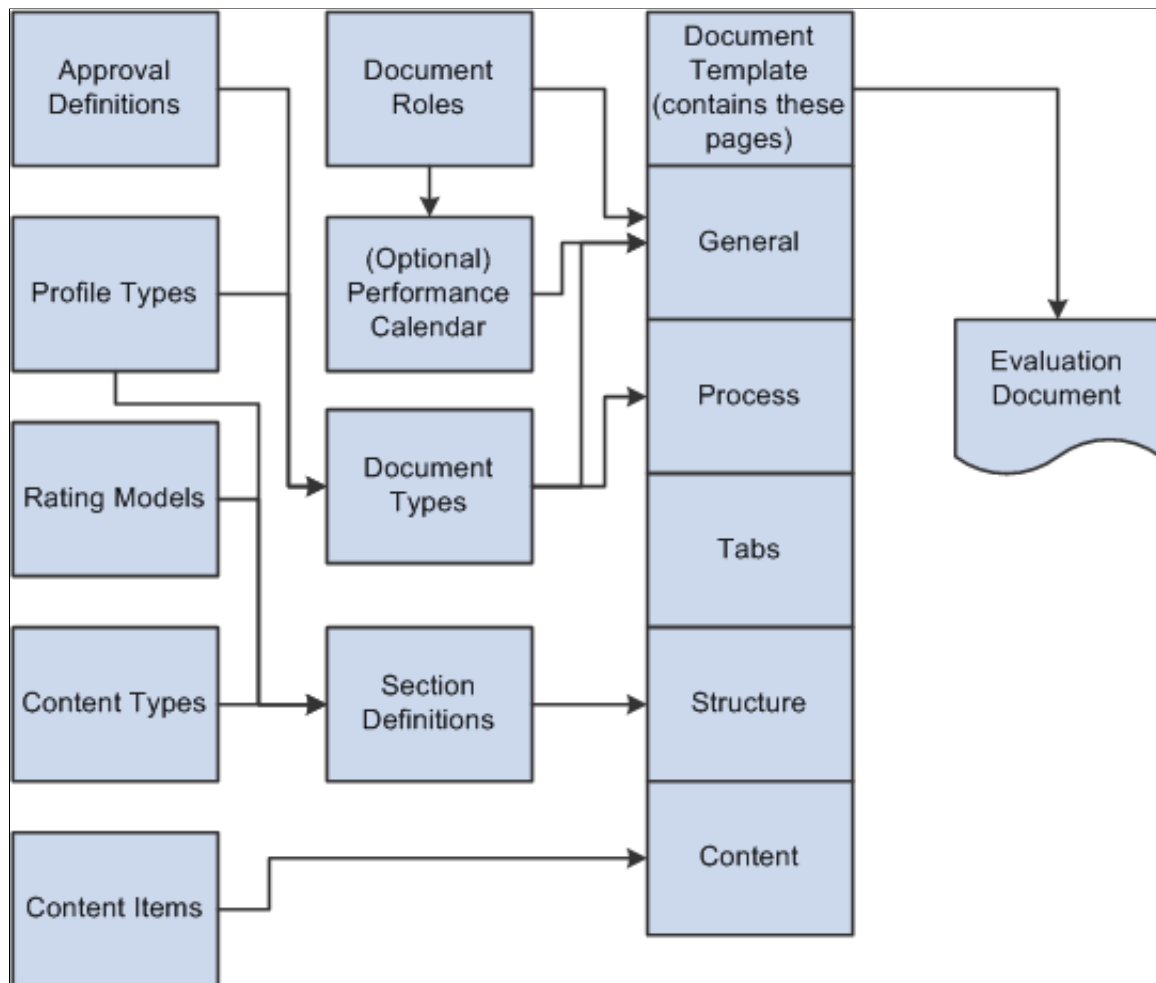 Approval
Definitions
Profile Types
Rating Models
Content Types
Content Items
Document
Roles
(Optional)
Performance
Calendar
Document
Types
Section
Definitions
Document
Template
(contains these
pages)
General
Process
Tabs
Structure
Content
Evaluation
Document